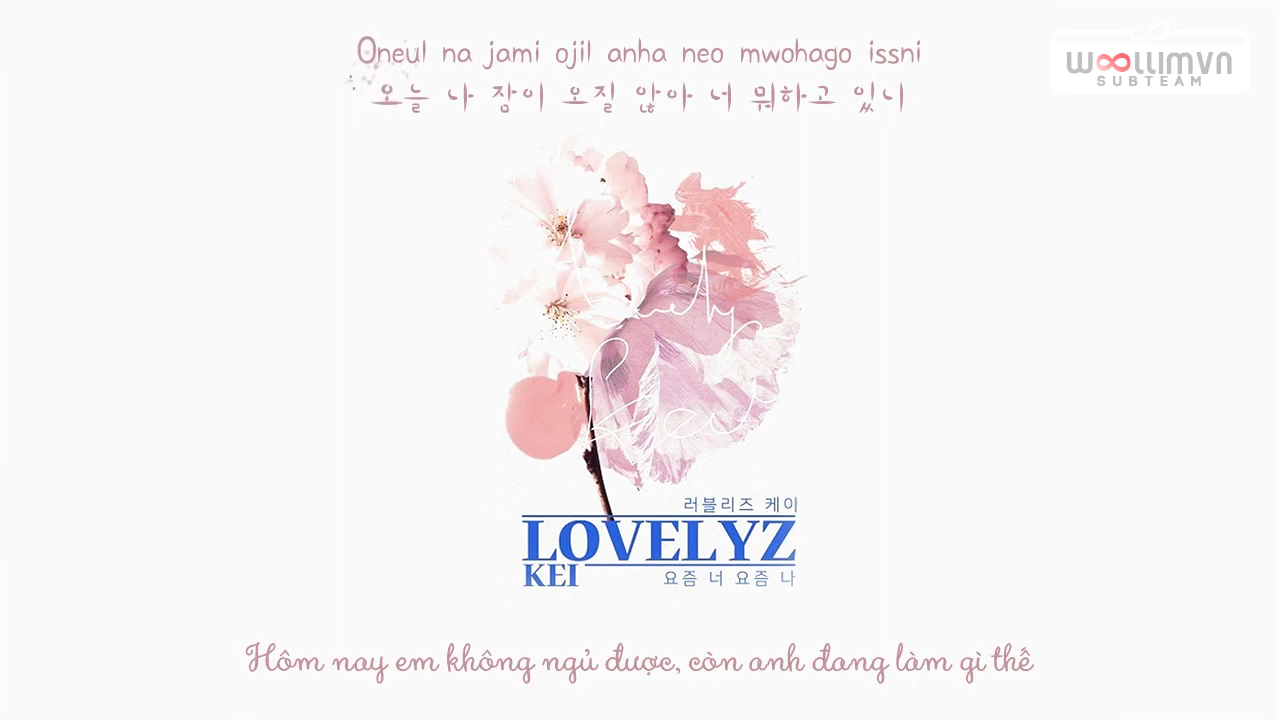 Oneul na jami ojil anha neo mwohago issni
오늘 나 잠이 오질 않아 너 뭐하고 있니
WOOLLIMVN
SUBTEAM
Lovelyz
Kei
러블리즈 케이
LOVELYZ
KEI
요즘 너 요즘 나
Hôm nay em không ngủ được, còn anh đang làm gì thế